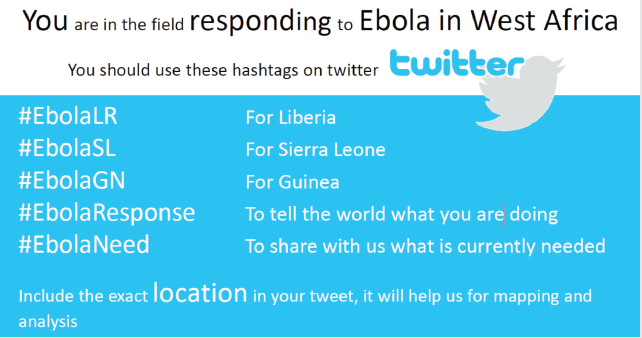 You are in the field responding to Ebola in West Africa
You should use these hashtags on twitter twitter
#EbolaLR For Liberia
#EbolaSL For Sierra Leone
#EbolaGN For Guinea
#EbolaResponse To tell the world what you are doing
#EbolaNeed To share with us what is currently needed
Include the exact location in your tweet, it will help us for mapping and
analysis